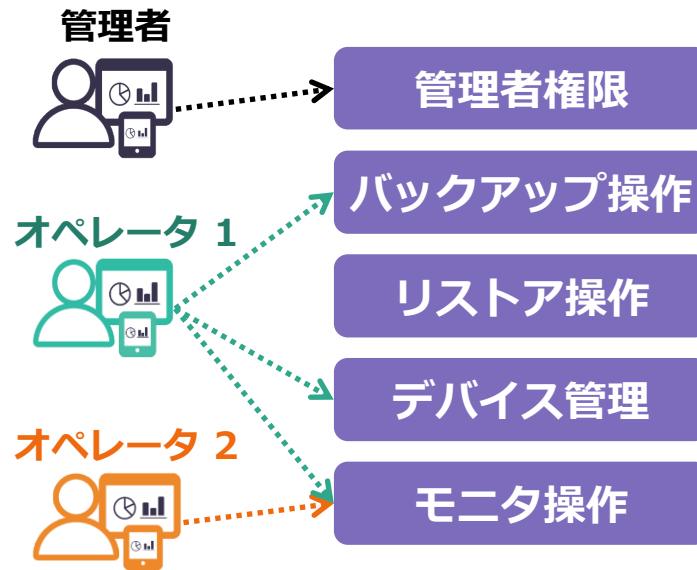 管理者
管理者権限
バックアップ操作
オペレータ 1
リストア操作
デバイス管理
オペレータ 2
モニタ操作